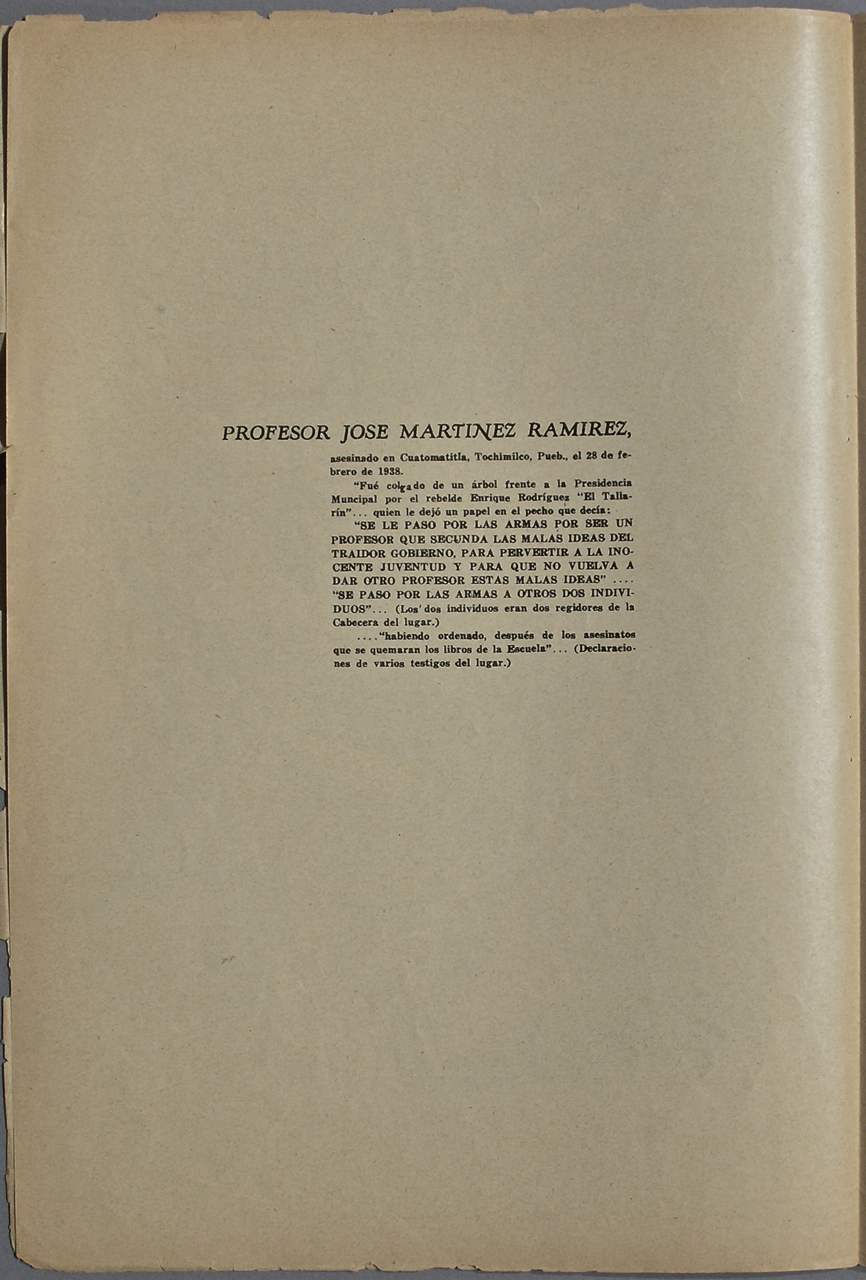 PROFESOR JOSE MARTINEZ RAMIREZ,
asesinado en Cuatomatitla, Tochimilco, Pueb., el 28 de fe-
brero de 1938.
"Fué colgado de un árbol frente a la Presidencia
Muncipal por el rebelde Enrique Rodríguez "El Talla-
rín"... quien le dejó un papel en el pecho que decía:
"SE LE PASO POR LAS ARMAS POR SER UN
PROFESOR QUE SECUNDA LAS MALAS IDEAS DEL
TRAIDOR GOBIERNO, PARA PERVERTIR A LA INO-
CENTE JUVENTUD Y PARA QUE NO VUELVA A
DAR OTRO PROFESOR ESTAS MALAS IDEAS" ....
"SE PASO POR LAS ARMAS A OTROS DOS INDIVI-
DUOS"... (Los dos individuos eran dos regidores de la
Cabecera del lugar.)
...."habiendo ordenado, después de los asesinatos
que se quemaran los libros de la Escuela"... (Declaracio-
nes de varios testigos del lugar.)